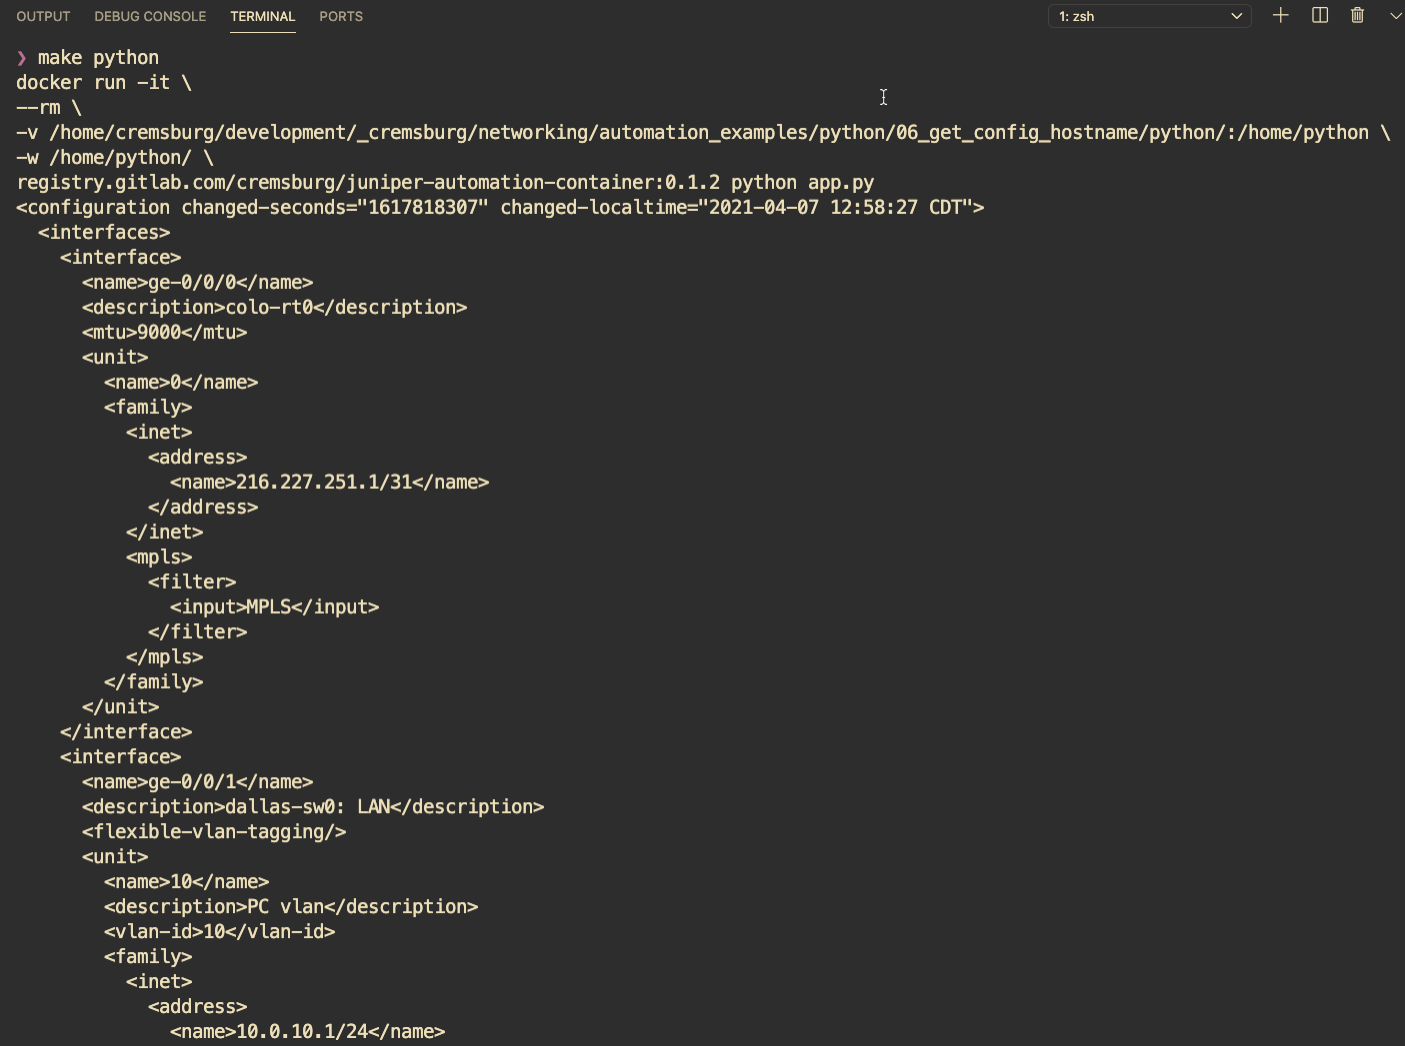 OUTPUT DEBUG CONSOLE TERMINAL PORTS 1: zsh
❯ make python
docker run -it \
--rm \
-v /home/cremsburg/development/_cremsburg/networking/automation_examples/python/06_get_config_hostname/python/:/home/python \
-w /home/python/ \
registry.gitlab.com/cremsburg/juniper-automation-container:0.1.2 python app.py
<configuration changed-seconds="1617818307" changed-localtime="2021-04-07 12:58:27 CDT">
  <interfaces>
    <interface>
      <name>ge-0/0/0</name>
      <description>colo-rt0</description>
      <mtu>9000</mtu>
      <unit>
        <name>0</name>
        <family>
          <inet>
            <address>
              <name>216.227.251.1/31</name>
            </address>
          </inet>
          <mpls>
            <filter>
              <input>MPLS</input>
            </filter>
          </mpls>
        </family>
      </unit>
    </interface>
    <interface>
      <name>ge-0/0/1</name>
      <description>dallas-sw0: LAN</description>
      <flexible-vlan-tagging/>
      <unit>
        <name>10</name>
        <description>PC vlan</description>
        <vlan-id>10</vlan-id>
        <family>
          <inet>
            <address>
              <name>10.0.10.1/24</name>